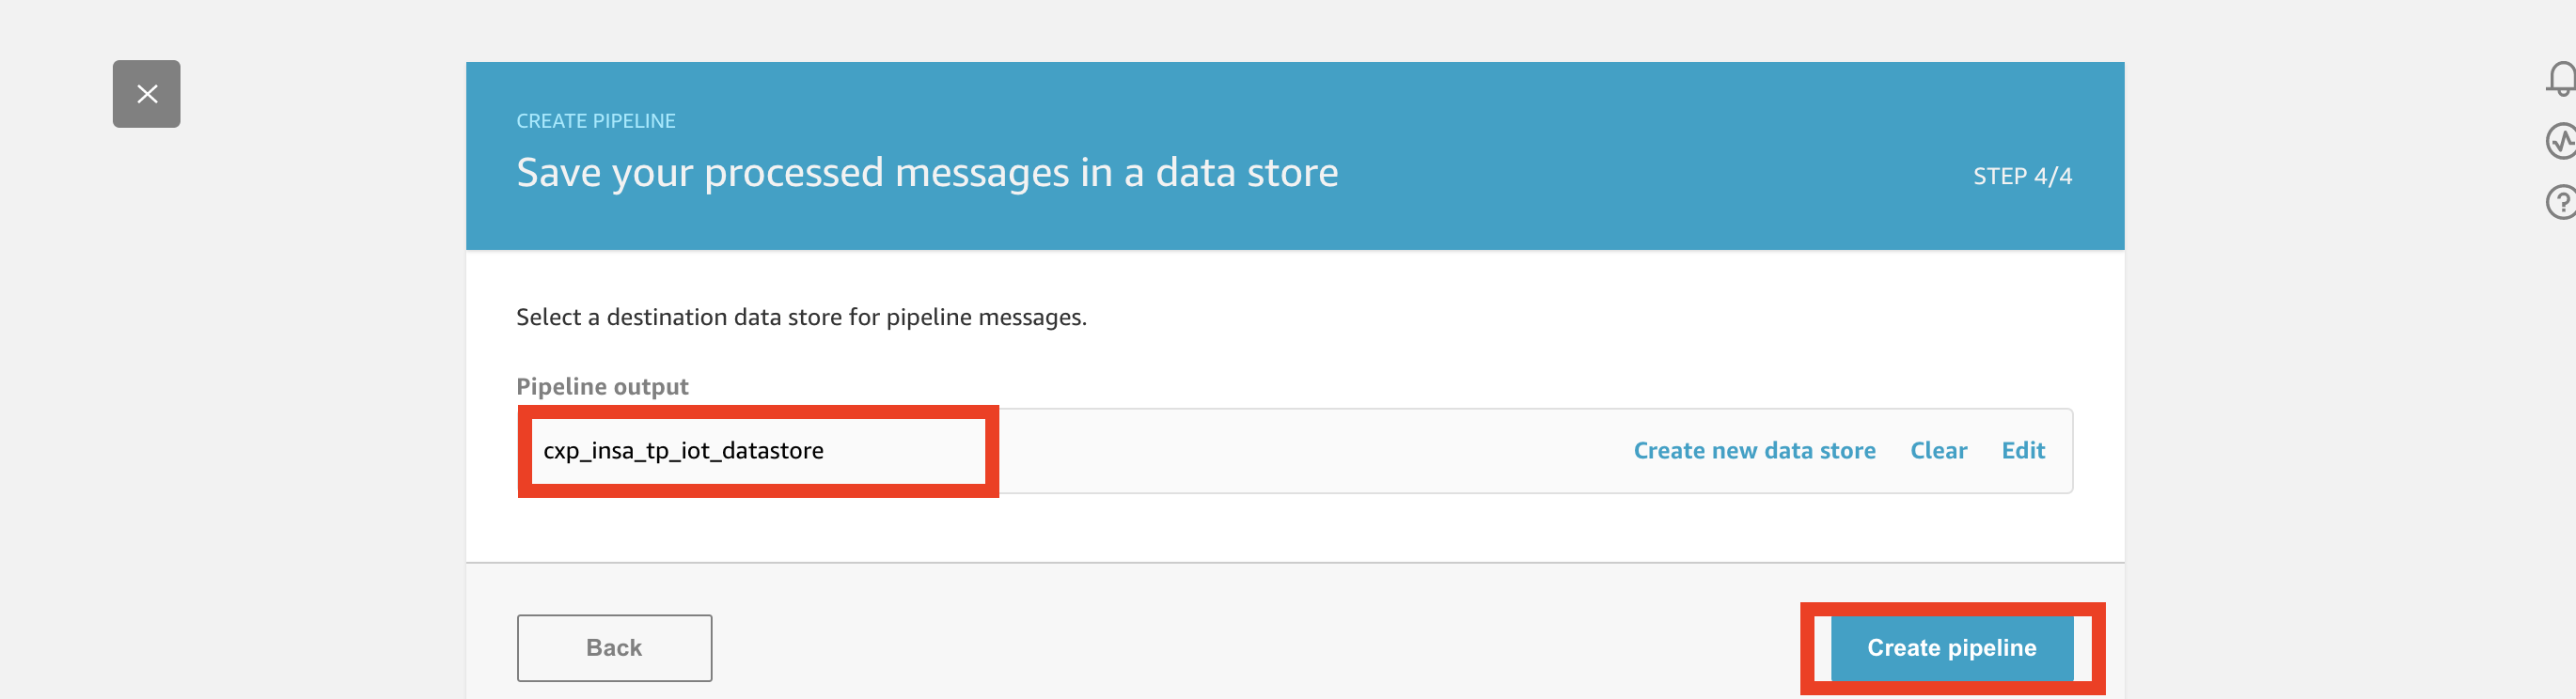 CREATE PIPELINE
Save your processed messages in a data store
STEP 4/4
Select a destination data store for pipeline messages.
Pipeline output
cxp_insa_tp_iot_datastore
Create new data store Clear Edit
Back
Create pipeline